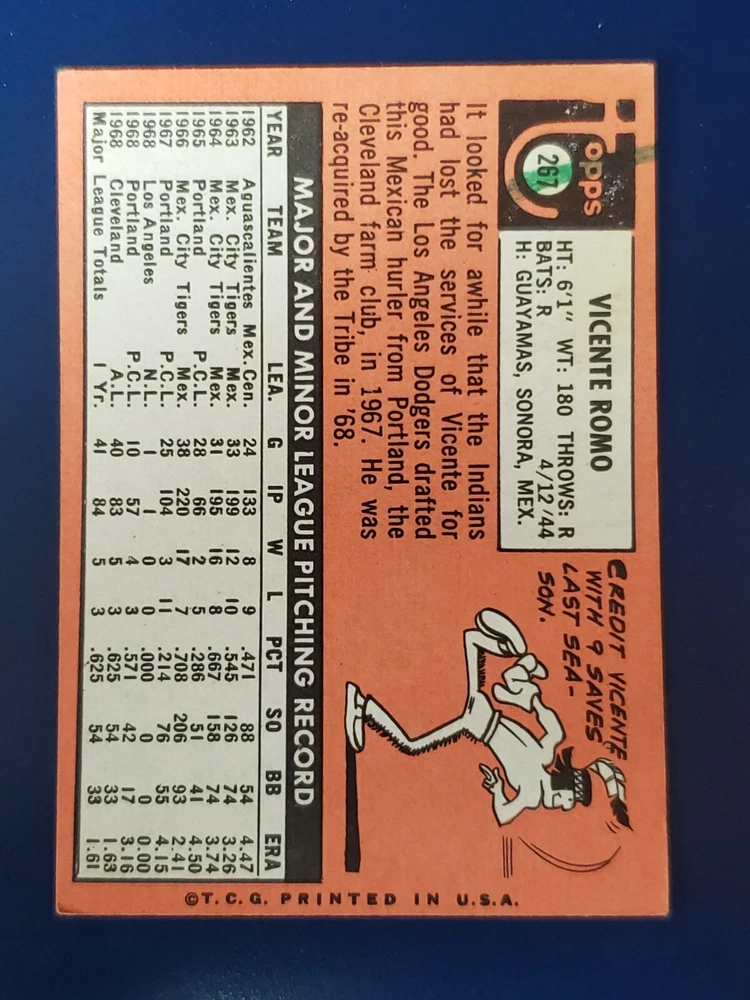 Topps
267
VICENTE ROMO
HT: 6'1" WT: 180 THROWS: R
BATS: R 4/12/44
H: GUAYAMAS, SONORA, MEX.
It looked for awhile that the Indians
had lost the services of Vicente for
good. The Los Angeles Dodgers drafted
this Mexican hurler from Portland, the
Cleveland farm club, in 1967. He was
re-acquired by the Tribe in '68.
CREDIT VICENTE
WITH 9 SAVES
LAST SEA-
SON.
MAJOR AND MINOR LEAGUE PITCHING RECORD
YEAR TEAM LEA. G IP W L PCT SO BB ERA
1962 Aguascalientes Mex.Cen. 24 133 8 9 .471 88 54 4.47
1963 Mex. City Tigers Mex. 33 199 12 10 .545 126 74 3.26
1964 Mex. City Tigers Mex. 31 195 16 8 .667 158 74 3.74
1965 Portland P.C.L. 28 66 2 5 .286 51 41 4.50
1966 Mex. City Tigers Mex. 38 220 17 7 .708 206 93 2.41
1967 Portland P.C.L. 25 104 3 11 .214 76 55 4.15
1968 Los Angeles N.L. 1 1 0 0 .000 0 0 0.00
1968 Portland P.C.L. 10 57 4 3 .571 42 17 3.16
1968 Cleveland A.L. 40 83 5 3 .625 54 33 1.63
Major League Totals 1 Yr. 41 84 5 3 .625 54 33 1.61
©T.C.G. PRINTED IN U.S.A.